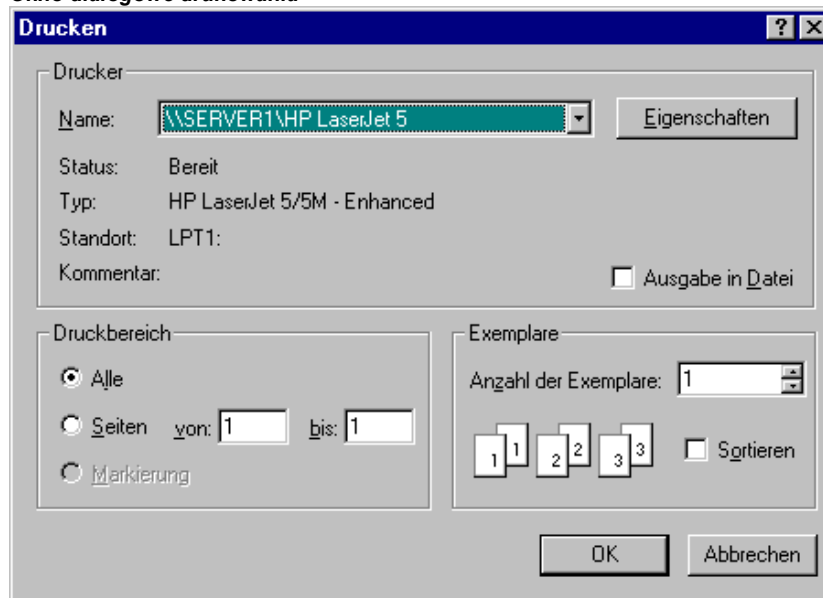 Drucken
Drucker
Name: \\SERVER1\HP LaserJet 5 Eigenschaften
Status: Bereit
Typ: HP LaserJet 5/5M - Enhanced
Standort: LPT1:
Kommentar: Ausgabe in Datei
Druckbereich
Alle
Seiten von: 1 bis: 1
Markierung
Exemplare
Anzahl der Exemplare: 1
1 1 2 2 3 3 Sortieren
OK Abbrechen